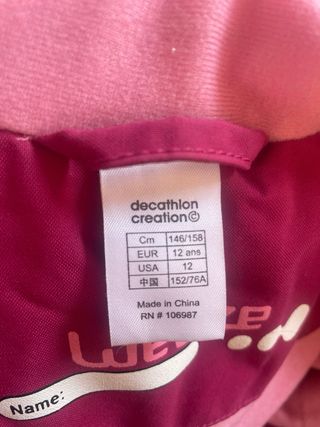 decathlon
creation©
Cm 146/158
EUR 12 ans
USA 12
中国 152/76A
Made in China
RN # 106987
Name: